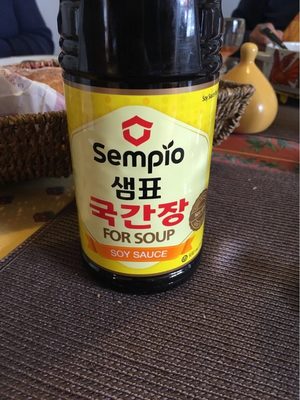 Sempio
샘표
국간장
FOR SOUP
SOY SAUCE